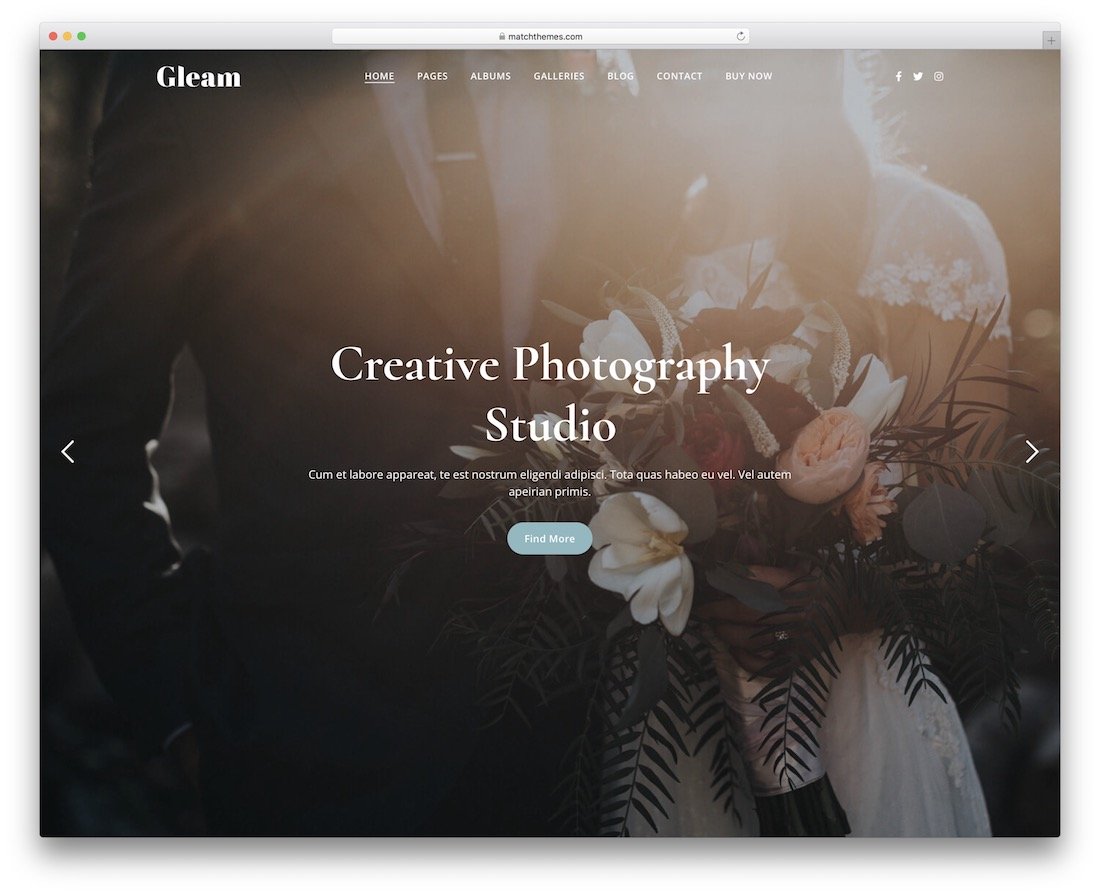 matchthemes.com
Gleam
HOME PAGES ALBUMS GALLERIES BLOG CONTACT BUY NOW
Creative Photography
Studio
Cum et labore appareat, te est nostrum eligendi adipisci. Tota quas habeo eu vel. Vel autem
apeirian primis.
Find More